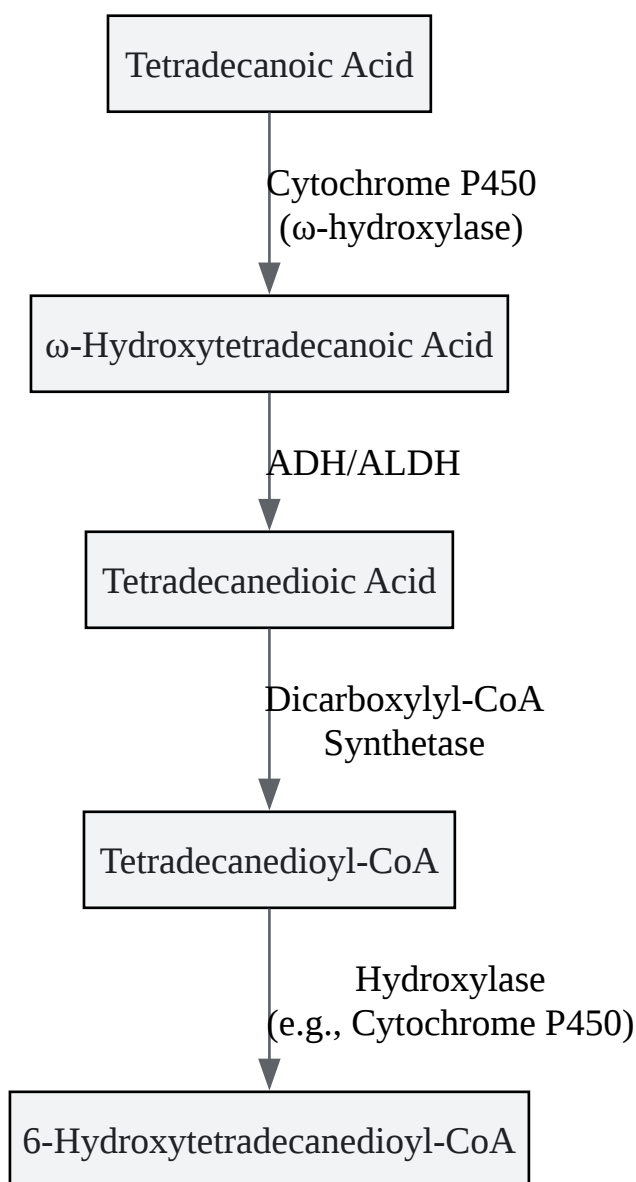 Tetradecanoic Acid
Cytochrome P450
(ω-hydroxylase)
ω-Hydroxytetradecanoic Acid
ADH/ALDH
Tetradecanedioic Acid
Dicarboxylyl-CoA
Synthetase
Tetradecanedioyl-CoA
Hydroxylase
(e.g., Cytochrome P450)
6-Hydroxytetradecanedioyl-CoA